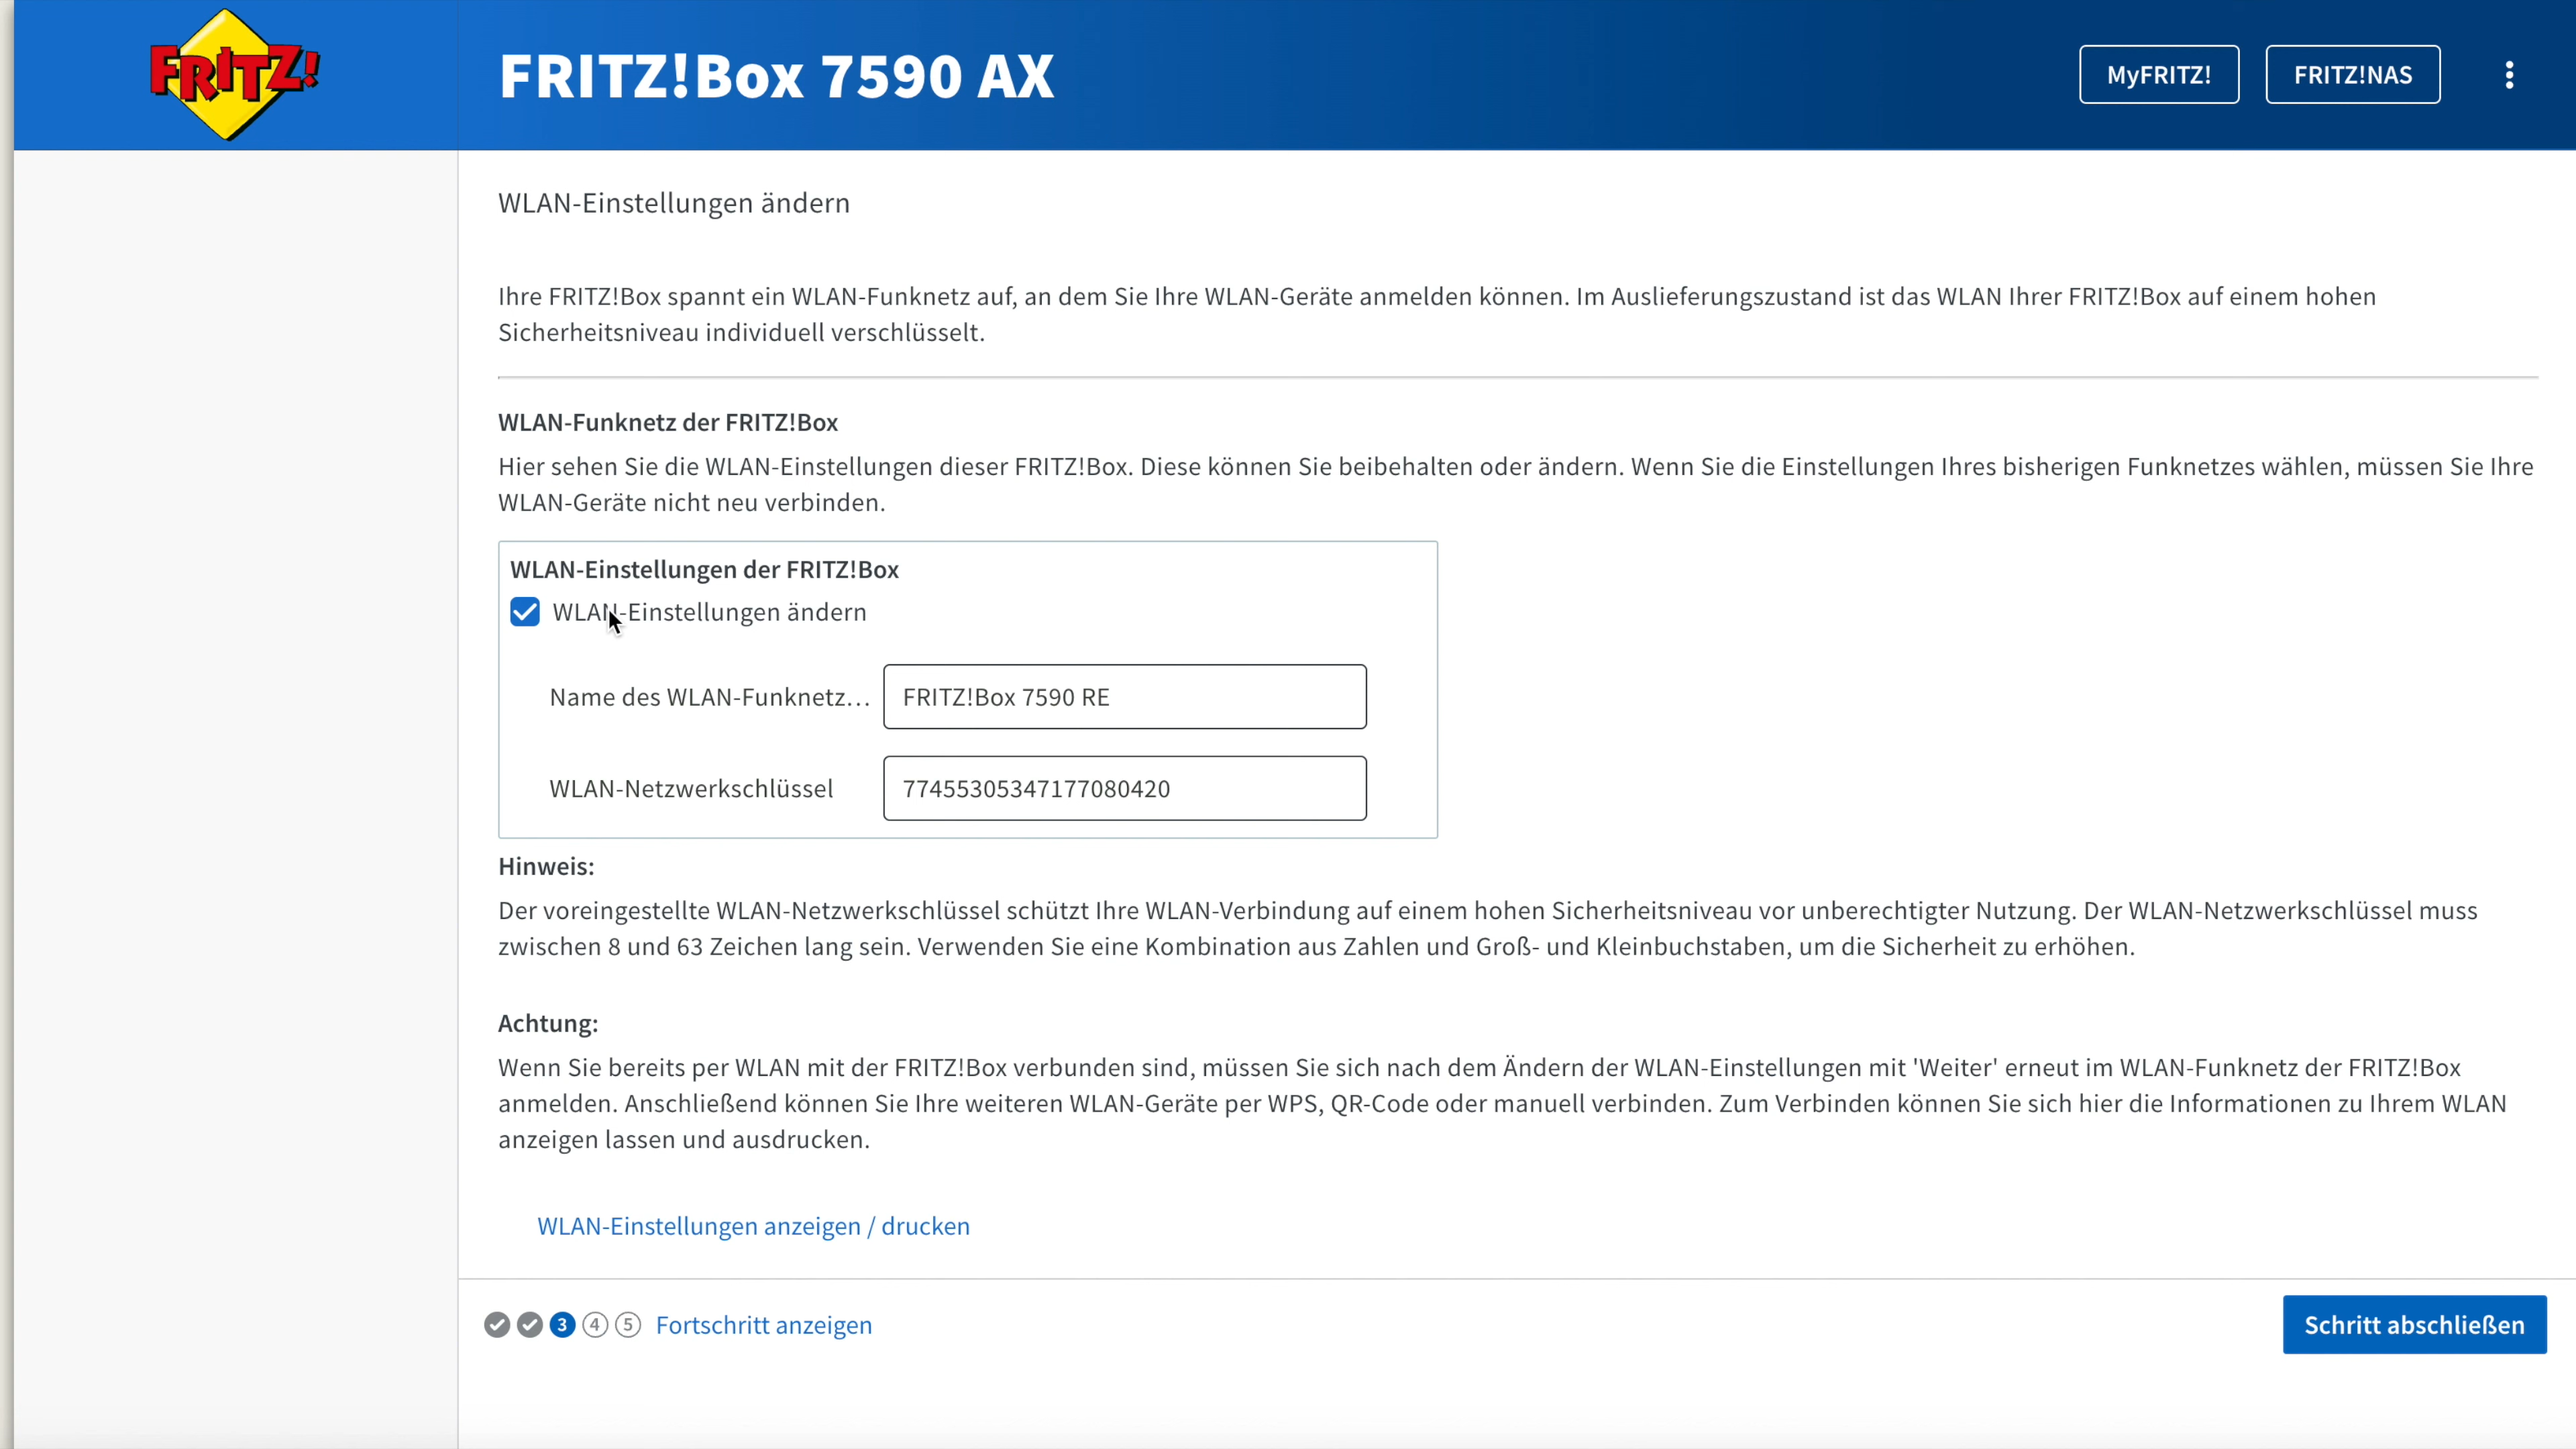 FRITZ!
FRITZ!Box 7590 AX
MyFRITZ!
FRITZ!NAS
WLAN-Einstellungen ändern
Ihre FRITZ!Box spannt ein WLAN-Funknetz auf, an dem Sie Ihre WLAN-Geräte anmelden können. Im Auslieferungszustand ist das WLAN Ihrer FRITZ!Box auf einem hohen
Sicherheitsniveau individuell verschlüsselt.
WLAN-Funknetz der FRITZ!Box
Hier sehen Sie die WLAN-Einstellungen dieser FRITZ!Box. Diese können Sie beibehalten oder ändern. Wenn Sie die Einstellungen Ihres bisherigen Funknetzes wählen, müssen Sie Ihre
WLAN-Geräte nicht neu verbinden.
WLAN-Einstellungen der FRITZ!Box
WLAN-Einstellungen ändern
Name des WLAN-Funknetz... FRITZ!Box 7590 RE
WLAN-Netzwerkschlüssel 77455305347177080420
Hinweis:
Der voreingestellte WLAN-Netzwerkschlüssel schützt Ihre WLAN-Verbindung auf einem hohen Sicherheitsniveau vor unberechtigter Nutzung. Der WLAN-Netzwerkschlüssel muss
zwischen 8 und 63 Zeichen lang sein. Verwenden Sie eine Kombination aus Zahlen und Groß- und Kleinbuchstaben, um die Sicherheit zu erhöhen.
Achtung:
Wenn Sie bereits per WLAN mit der FRITZ!Box verbunden sind, müssen Sie sich nach dem Ändern der WLAN-Einstellungen mit 'Weiter' erneut im WLAN-Funknetz der FRITZ!Box
anmelden. Anschließend können Sie Ihre weiteren WLAN-Geräte per WPS, QR-Code oder manuell verbinden. Zum Verbinden können Sie sich hier die Informationen zu Ihrem WLAN
anzeigen lassen und ausdrucken.
WLAN-Einstellungen anzeigen / drucken
3 4 5 Fortschritt anzeigen
Schritt abschließen